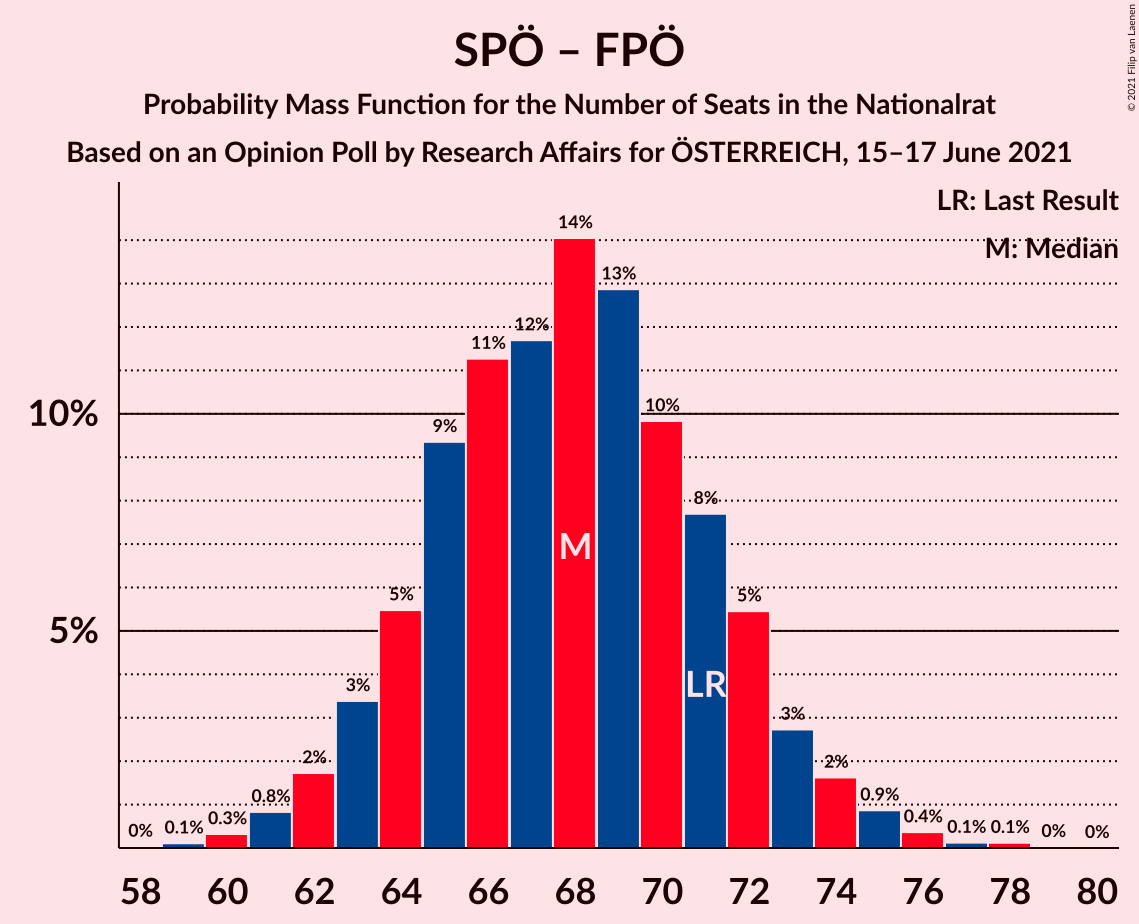 SPÖ – FPÖ
Probability Mass Function for the Number of Seats in the Nationalrat
Based on an Opinion Poll by Research Affairs for ÖSTERREICH, 15–17 June 2021
© 2021 Filip van Laenen
LR: Last Result
M: Median
10%
5%
0%
0.1%
0.3%
0.8%
2%
3%
5%
9%
11%
12%
14%
13%
10%
8%
5%
3%
2%
0.9%
0.4%
0.1%
0.1%
0%
0%
M
LR
58 60 62 64 66 68 70 72 74 76 78 80